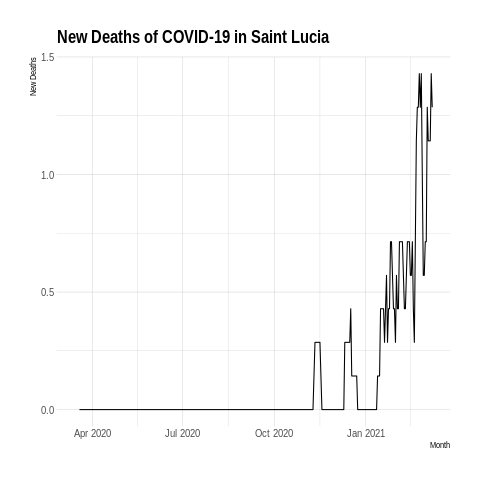 New Deaths of COVID-19 in Saint Lucia
New Deaths
1.5
1.0
0.5
0.0
Apr 2020 Jul 2020 Oct 2020 Jan 2021
Month